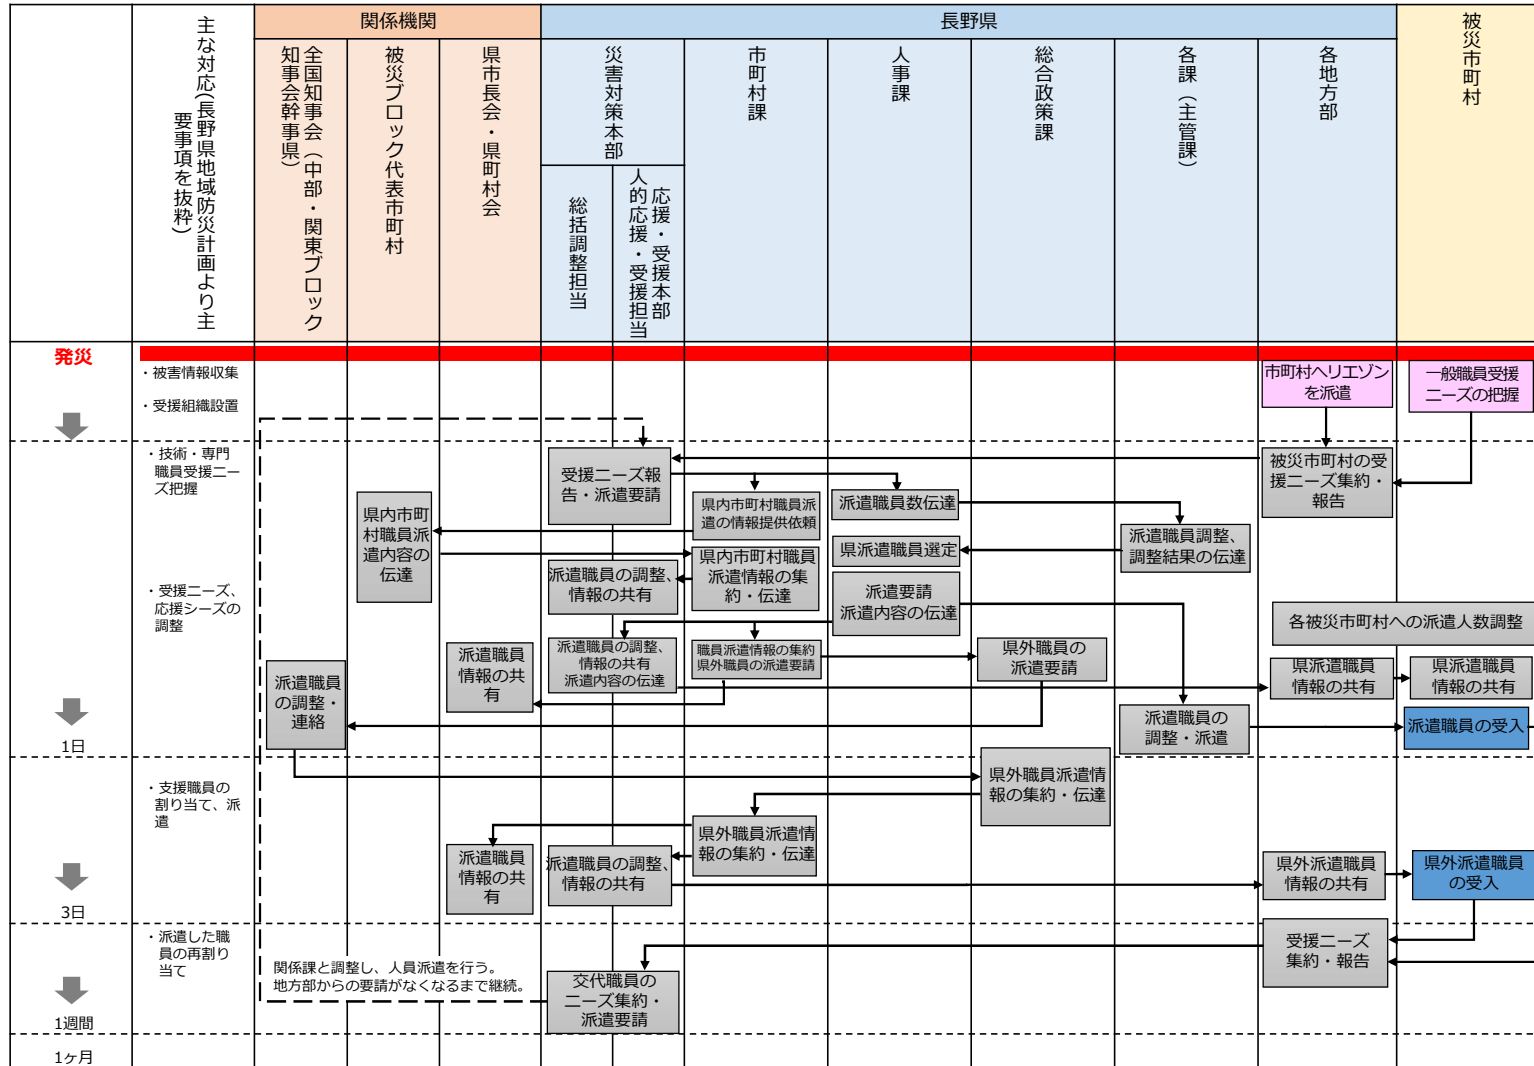 関係機関
長野県
被災市町村
主な対応(長野県地域防災計画より主
要事項を抜粋)
全国知事会(中部・関東ブロック
知事会幹事県)
被災ブロック代表市町村
県市長会・県町村会
災害対策本部
市町村課
人事課
総合政策課
各課(主管課)
各地方部
総括調整担当
応援・受援本部
人的応援・受援担当
発災
・被害情報収集
・受援組織設置
市町村へリエゾン
を派遣
一般職員受援
ニーズの把握
・技術・専門
職員受援ニー
ズ把握
受援ニーズ報
告・派遣要請
被災市町村の受
援ニーズ集約・
報告
県内市町
村職員派
遣内容の
伝達
県内市町村職員派
遣の情報提供依頼
派遣職員数伝達
派遣職員調整、
調整結果の伝達
県派遣職員選定
県内市町村職員
派遣情報の集
約・伝達
派遣職員の調整、
情報の共有
派遣要請
派遣内容の伝達
・受援ニーズ、
応援シーズの
調整
各被災市町村への派遣人数調整
派遣職員
情報の共
有
派遣職員の調整、
情報の共有
派遣内容の伝達
職員派遣情報の集約
県外職員の派遣要請
県外職員の
派遣要請
県派遣職員
情報の共有
県派遣職員
情報の共有
派遣職員
の調整・
連絡
派遣職員の
調整・派遣
派遣職員の受入
1日
・支援職員の
割り当て、派
遣
県外職員派遣情
報の集約・伝達
県外職員派遣情
報の集約・伝達
派遣職員
情報の共
有
派遣職員の調整、
情報の共有
県外派遣職員
情報の共有
県外派遣職員
の受入
3日
・派遣した職
員の再割り
当て
受援ニーズ
集約・報告
関係課と調整し、人員派遣を行う。
地方部からの要請がなくなるまで継続。
交代職員の
ニーズ集約・
派遣要請
1週間
1ヶ月